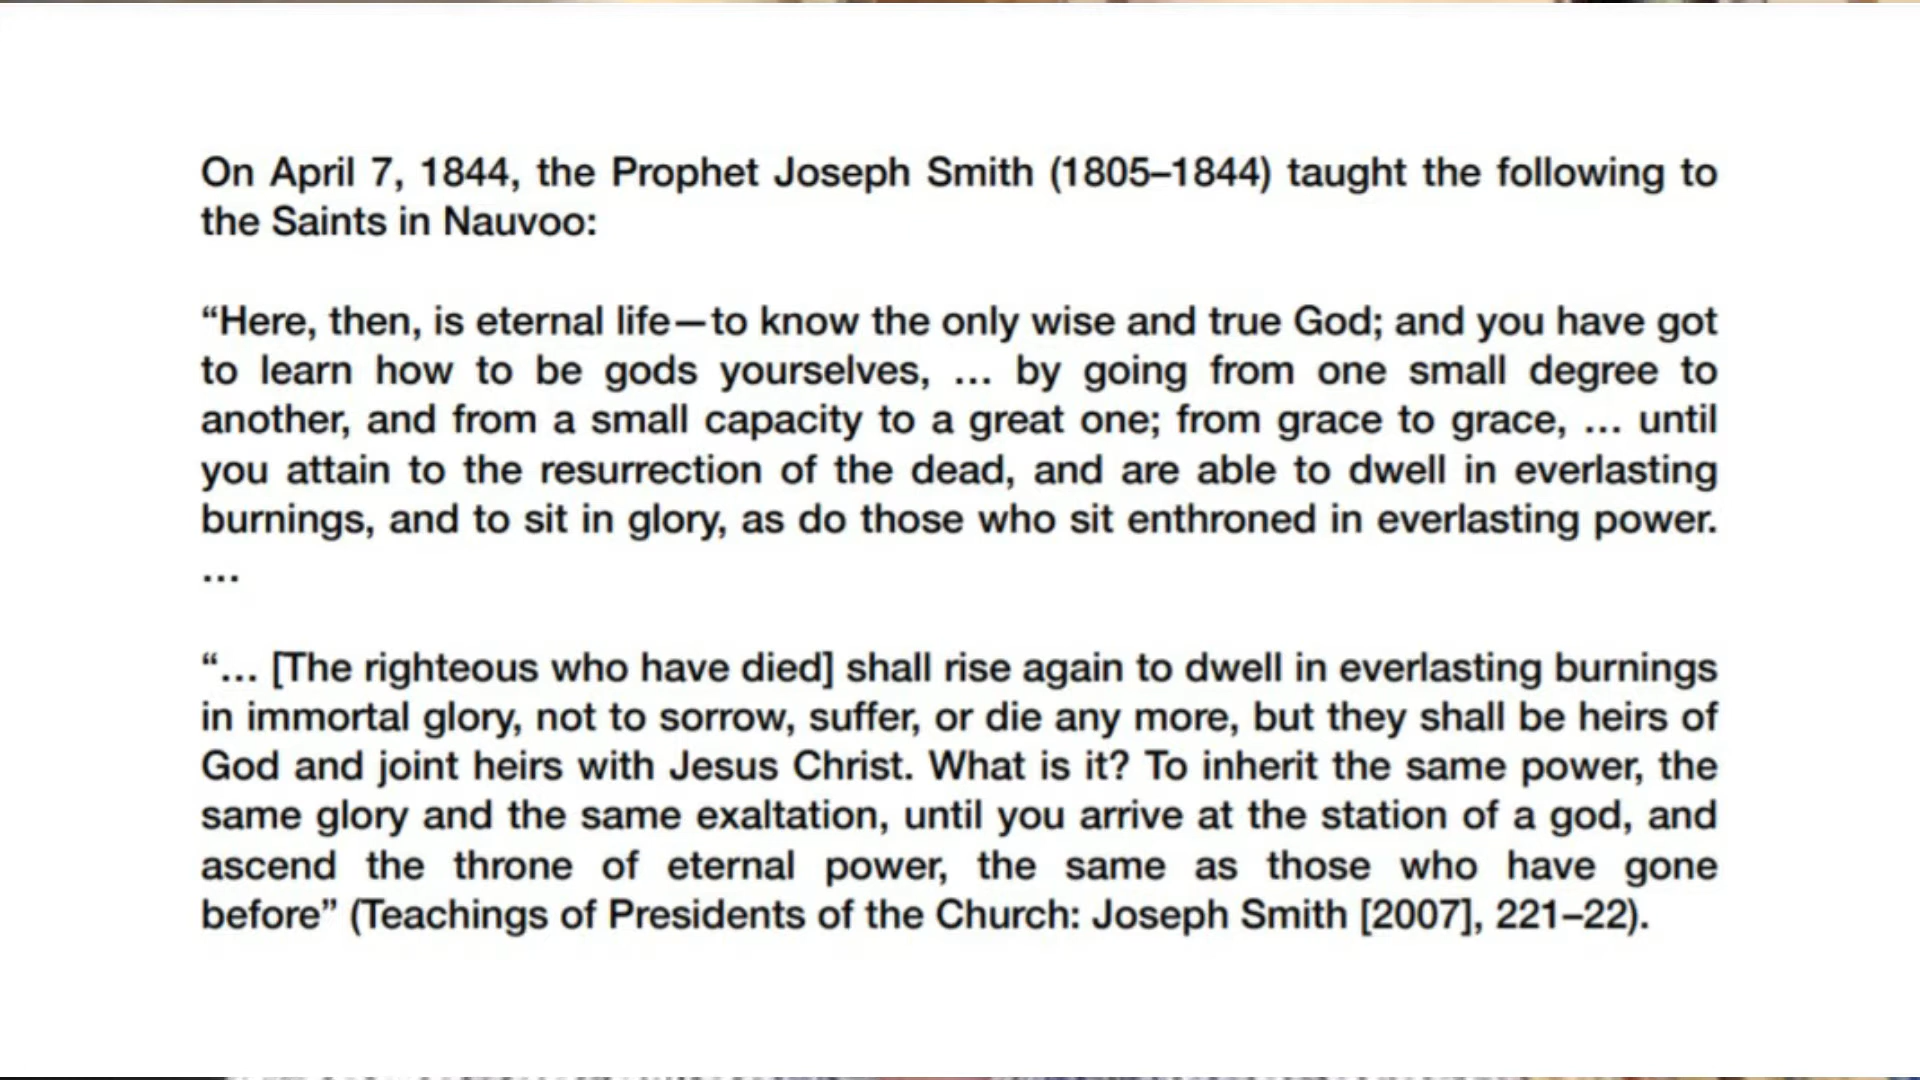 On April 7, 1844, the Prophet Joseph Smith (1805–1844) taught the following to
the Saints in Nauvoo:
“Here, then, is eternal life—to know the only wise and true God; and you have got
to learn how to be gods yourselves, ... by going from one small degree to
another, and from a small capacity to a great one; from grace to grace, ... until
you attain to the resurrection of the dead, and are able to dwell in everlasting
burnings, and to sit in glory, as do those who sit enthroned in everlasting power.
...
“... [The righteous who have died] shall rise again to dwell in everlasting burnings
in immortal glory, not to sorrow, suffer, or die any more, but they shall be heirs of
God and joint heirs with Jesus Christ. What is it? To inherit the same power, the
same glory and the same exaltation, until you arrive at the station of a god, and
ascend the throne of eternal power, the same as those who have gone
before” (Teachings of Presidents of the Church: Joseph Smith [2007], 221–22).